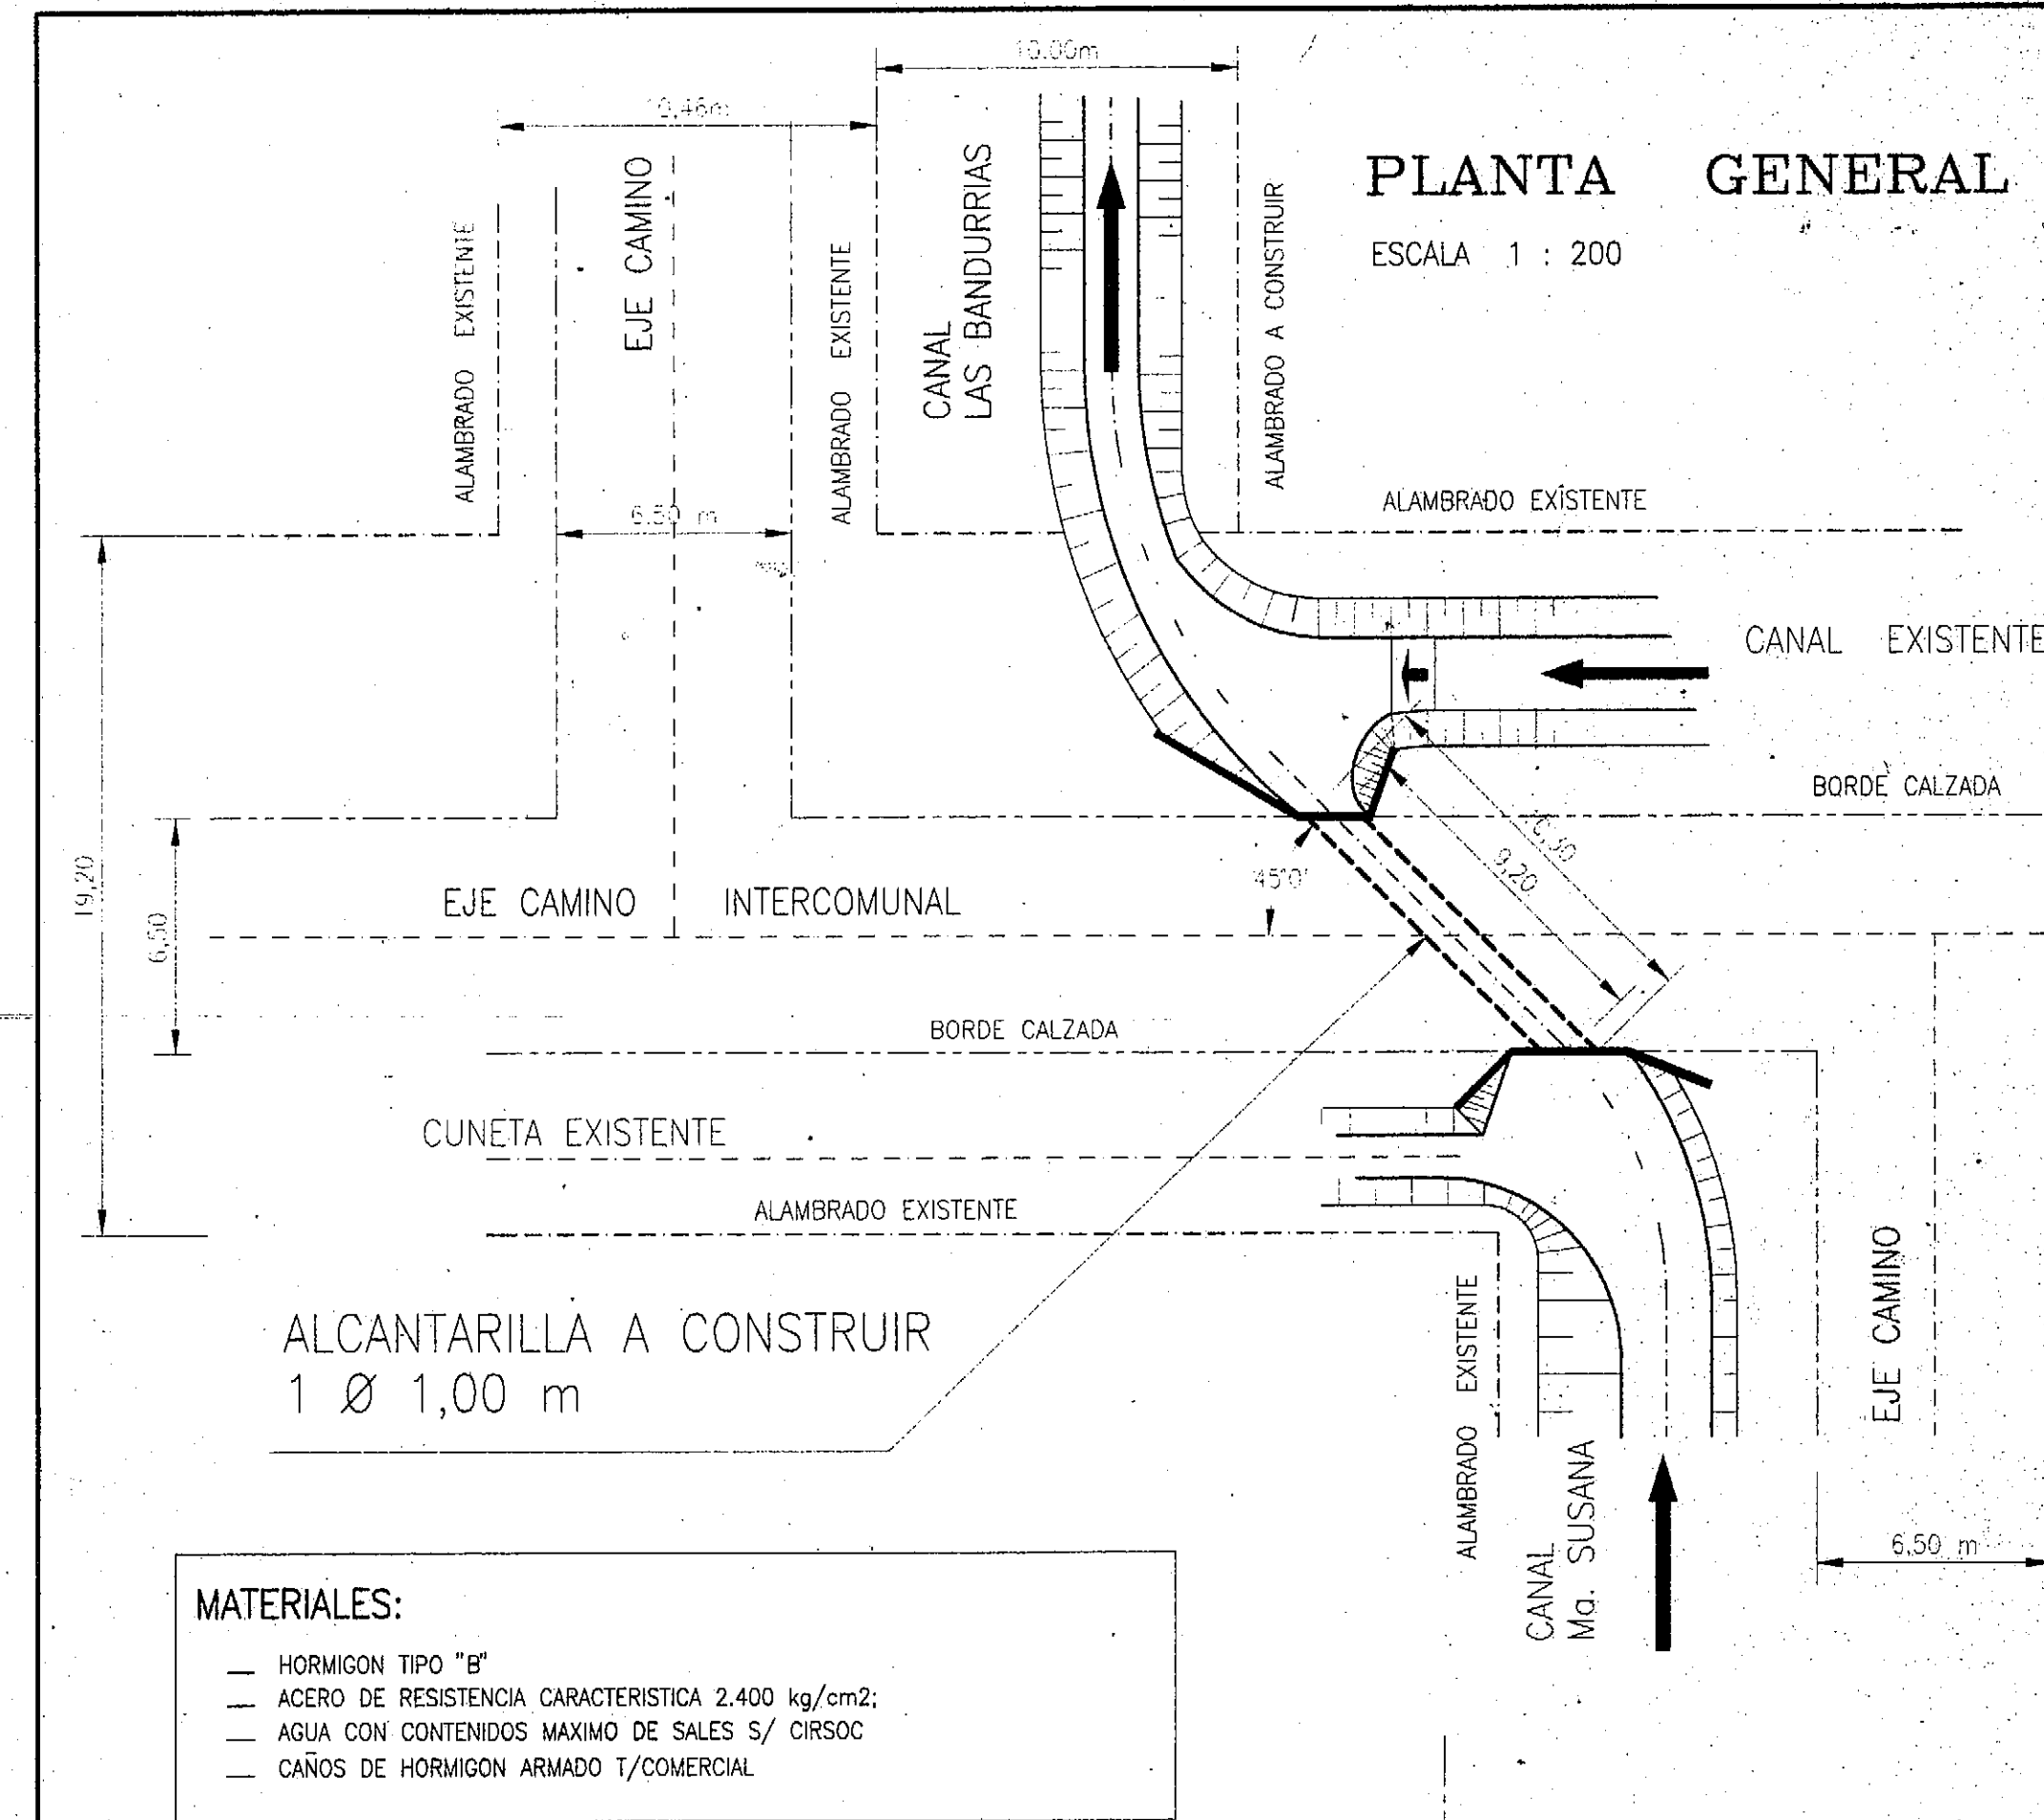 10.00m
PLANTA GENERAL
ESCALA 1 : 200
ALAMBRADO EXISTENTE
EJE CAMINO
ALAMBRADO EXISTENTE
CANAL
LAS BANDURRIAS
ALAMBRADO A CONSTRUIR
ALAMBRADO EXISTENTE
6.50 m
CANAL EXISTENTE
BORDE CALZADA
10,30
9,20
45°0'
19,20
6,50
EJE CAMINO INTERCOMUNAL
BORDE CALZADA
CUNETA EXISTENTE
ALAMBRADO EXISTENTE
ALCANTARILLA A CONSTRUIR
1 Ø 1,00 m
ALAMBRADO EXISTENTE
CANAL
Ma. SUSANA
EJE CAMINO
6,50 m
MATERIALES:
— HORMIGON TIPO "B"
— ACERO DE RESISTENCIA CARACTERISTICA 2.400 kg/cm2;
— AGUA CON CONTENIDOS MAXIMO DE SALES S/ CIRSOC
— CAÑOS DE HORMIGON ARMADO T/COMERCIAL